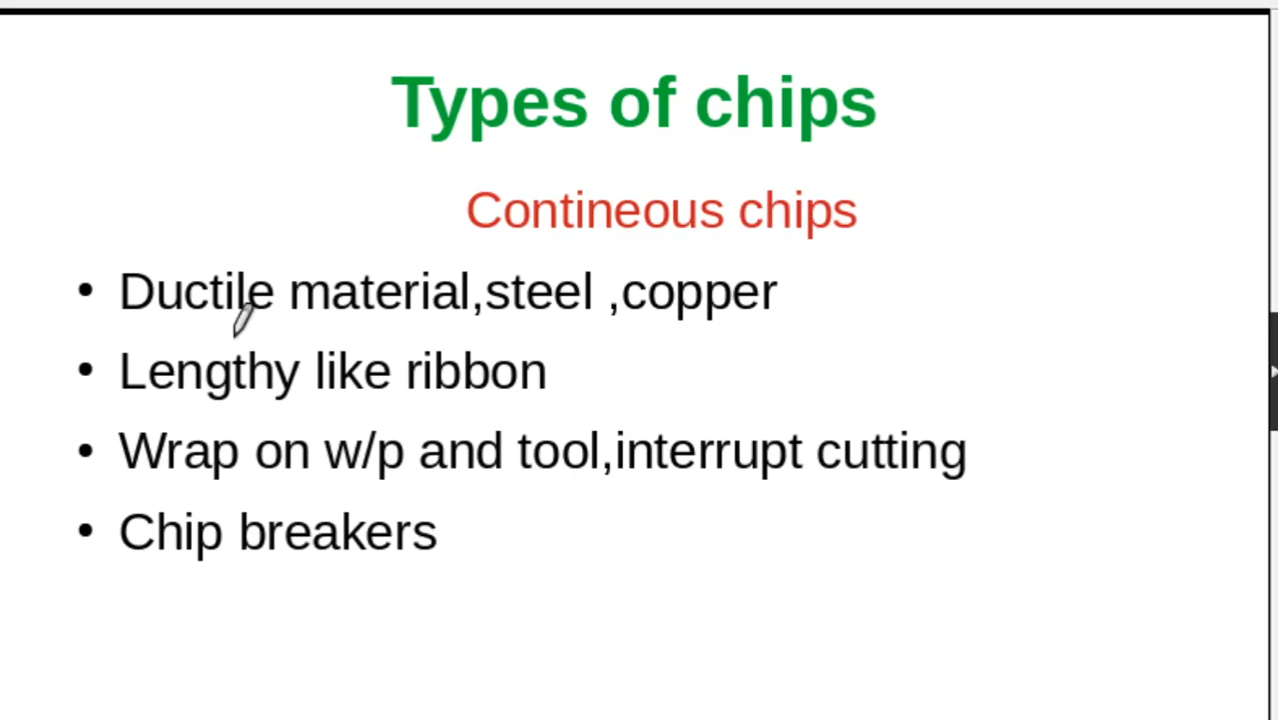 Types of chips
Contineous chips
• Ductile material,steel ,copper
• Lengthy like ribbon
• Wrap on w/p and tool,interrupt cutting
• Chip breakers